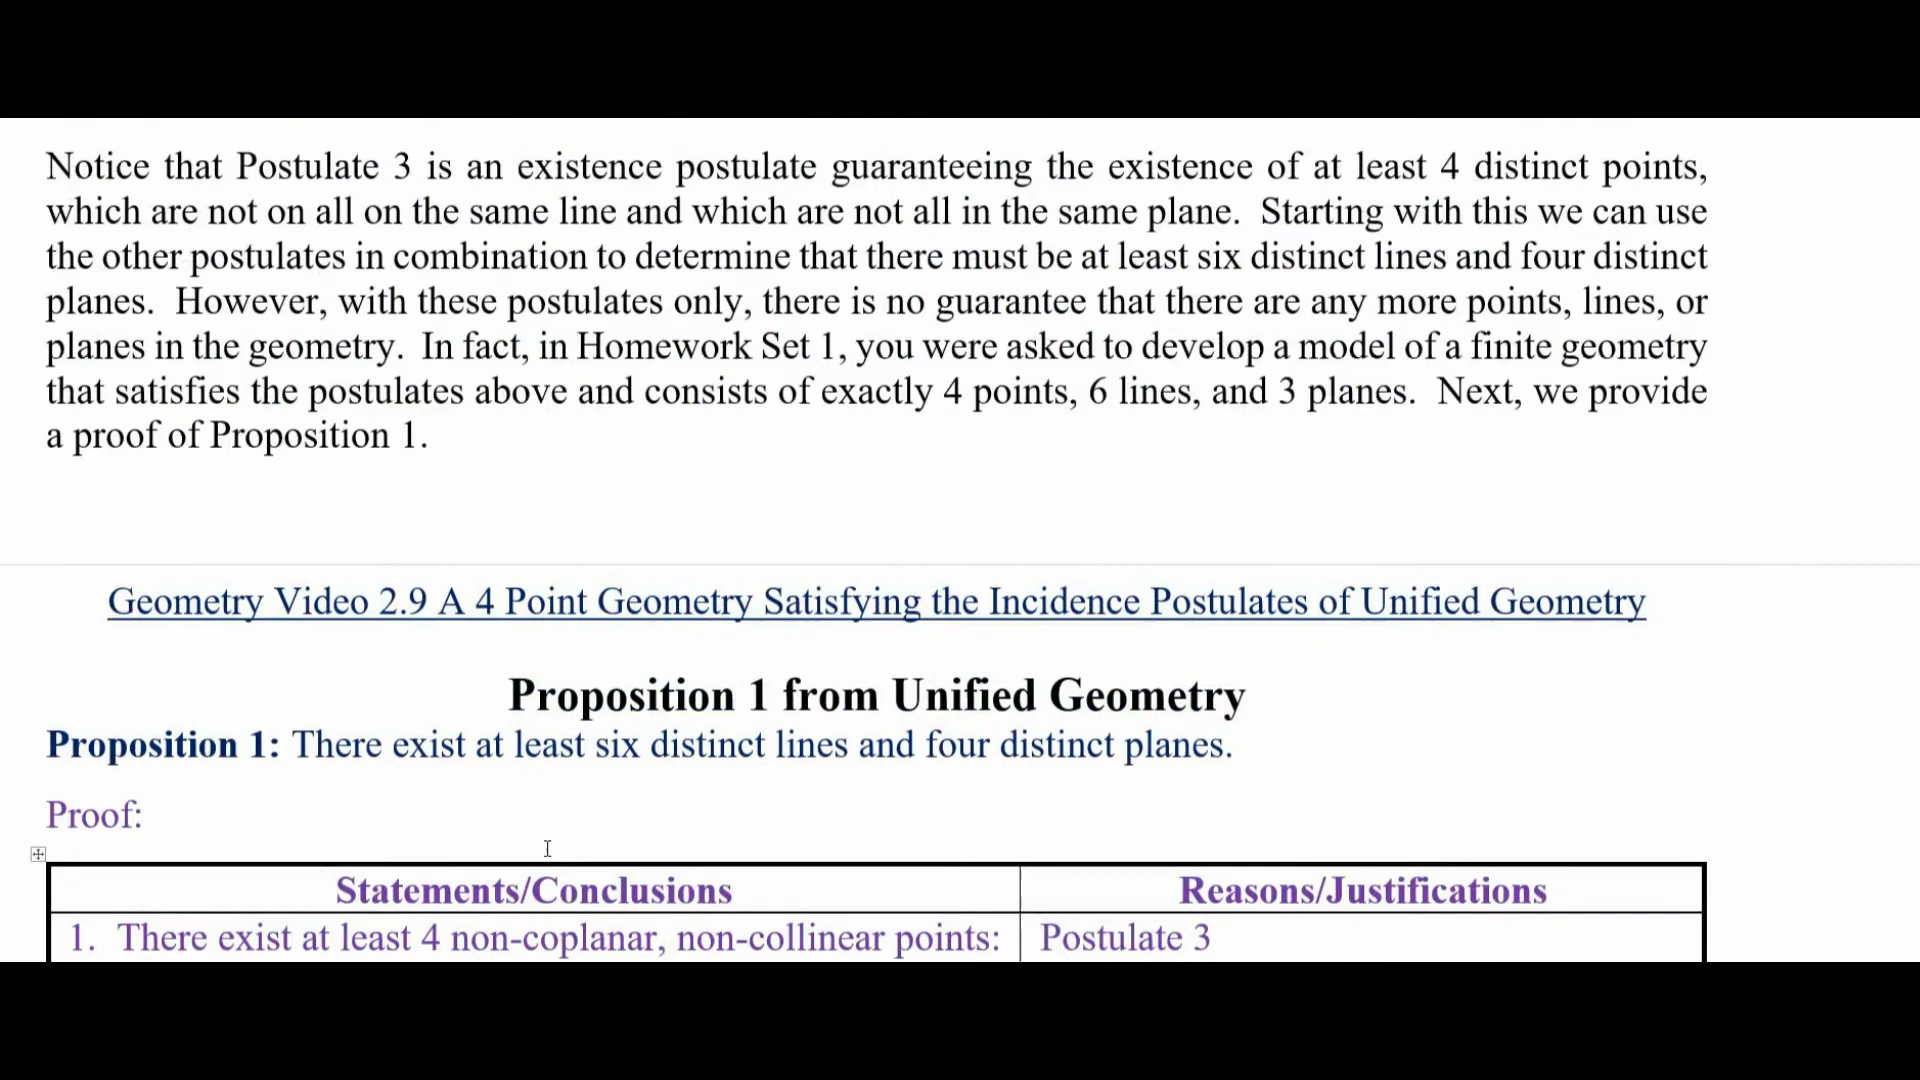 Notice that Postulate 3 is an existence postulate guaranteeing the existence of at least 4 distinct points,
which are not on all on the same line and which are not all in the same plane. Starting with this we can use
the other postulates in combination to determine that there must be at least six distinct lines and four distinct
planes. However, with these postulates only, there is no guarantee that there are any more points, lines, or
planes in the geometry. In fact, in Homework Set 1, you were asked to develop a model of a finite geometry
that satisfies the postulates above and consists of exactly 4 points, 6 lines, and 3 planes. Next, we provide
a proof of Proposition 1.
Geometry Video 2.9 A 4 Point Geometry Satisfying the Incidence Postulates of Unified Geometry
Proposition 1 from Unified Geometry
Proposition 1: There exist at least six distinct lines and four distinct planes.
Proof:
Statements/Conclusions Reasons/Justifications
1. There exist at least 4 non-coplanar, non-collinear points: Postulate 3